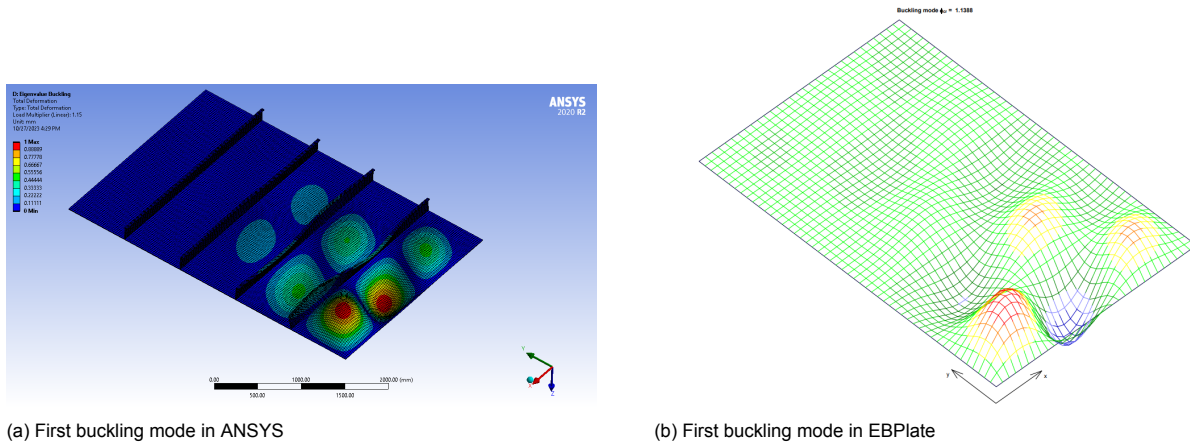 D: Eigenvalue Buckling
Total Deformation
Type: Total Deformation
Load Multiplier (Linear): 1.15
Unit: mm
10/27/2023 4:29 PM
1 Max
0.88889
0.77778
0.66667
0.55556
0.44444
0.33333
0.22222
0.11111
0 Min
ANSYS
2020 R2
Y
X
Z
0.00 1000.00 2000.00 (mm)
500.00 1500.00
(a) First buckling mode in ANSYS
Buckling mode ϕcr = 1.1388
y x
(b) First buckling mode in EBPlate